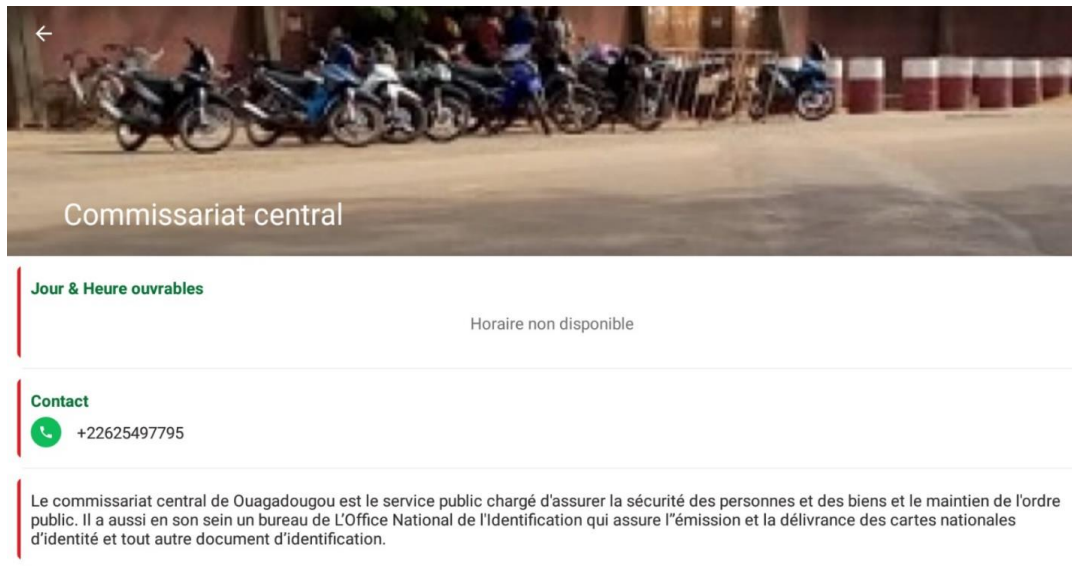 Commissariat central
Jour & Heure ouvrables
Horaire non disponible
Contact
+22625497795
Le commissariat central de Ouagadougou est le service public chargé d'assurer la sécurité des personnes et des biens et le maintien de l'ordre
public. Il a aussi en son sein un bureau de L’Office National de l'Identification qui assure l’’émission et la délivrance des cartes nationales
d’identité et tout autre document d’identification.